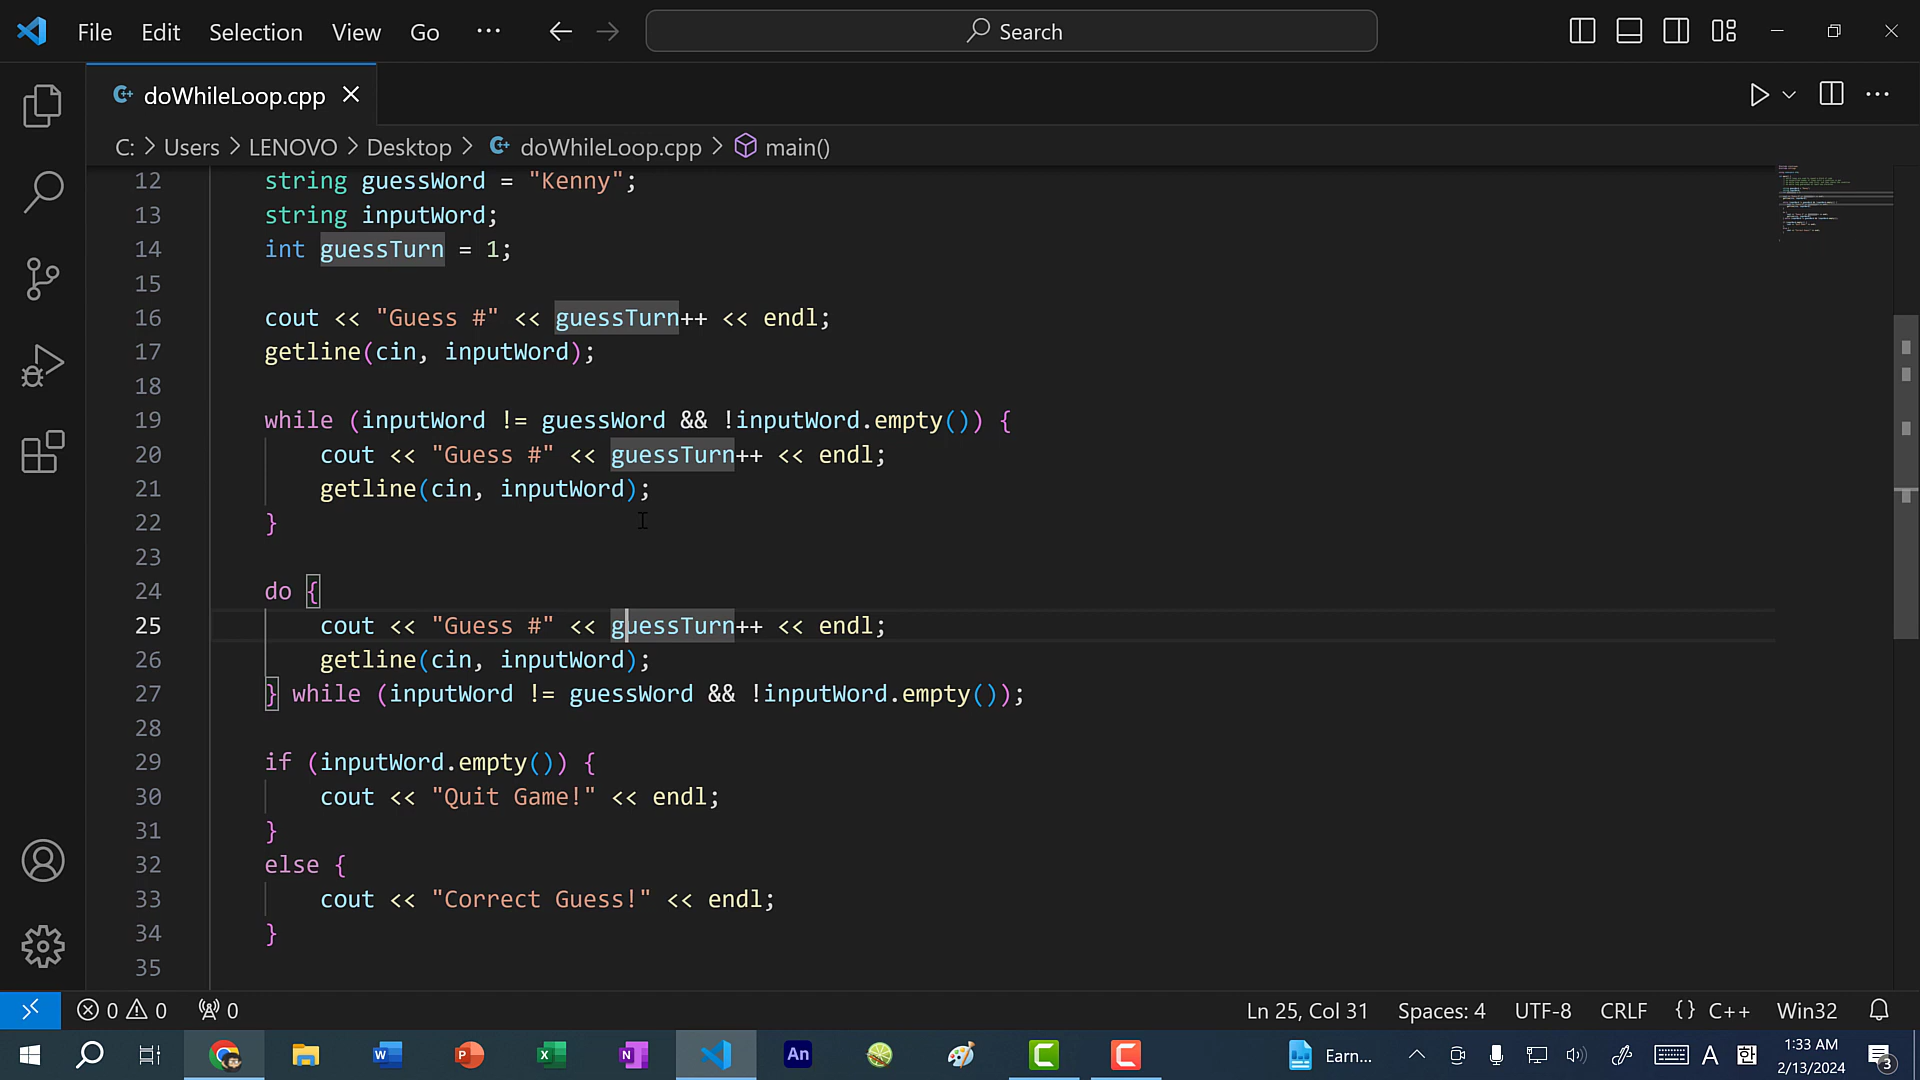 File Edit Selection View Go ··· Search
doWhileLoop.cpp
C: > Users > LENOVO > Desktop > doWhileLoop.cpp > main()
12 string guessWord = "Kenny";
13 string inputWord;
14 int guessTurn = 1;
15
16 cout << "Guess #" << guessTurn++ << endl;
17 getline(cin, inputWord);
18
19 while (inputWord != guessWord && !inputWord.empty()) {
20 cout << "Guess #" << guessTurn++ << endl;
21 getline(cin, inputWord);
22 }
23
24 do {
25 cout << "Guess #" << guessTurn++ << endl;
26 getline(cin, inputWord);
27 } while (inputWord != guessWord && !inputWord.empty());
28
29 if (inputWord.empty()) {
30 cout << "Quit Game!" << endl;
31 }
32 else {
33 cout << "Correct Guess!" << endl;
34 }
35
0 0 0 Ln 25, Col 31 Spaces: 4 UTF-8 CRLF {} C++ Win32
W P X N An Earn... A 한 1:33 AM
2/13/2024 3